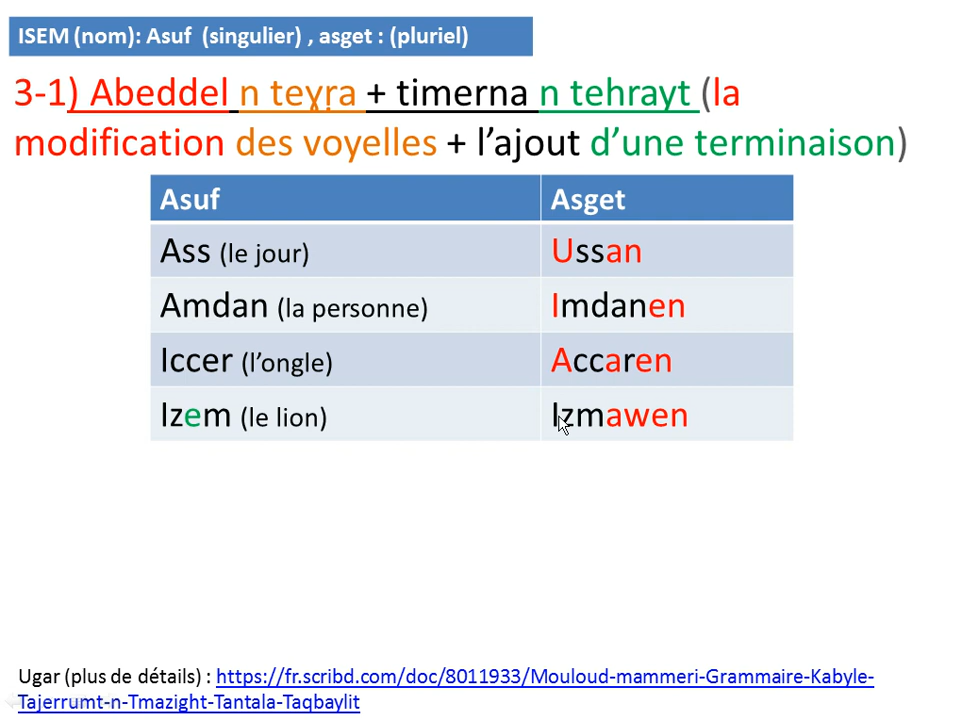 ISEM (nom): Asuf (singulier) , asget : (pluriel)
3-1) Abeddel n teɣṛa + timerna n tehrayt (la
modification des voyelles + l’ajout d’une terminaison)
Asuf Asget
Ass (le jour) Ussan
Amdan (la personne) Imdanen
Iccer (l’ongle) Accaren
Izem (le lion) Izmawen
Ugar (plus de détails) : https://fr.scribd.com/doc/8011933/Mouloud-mammeri-Grammaire-Kabyle-
Tajerrumt-n-Tmazight-Tantala-Taqbaylit